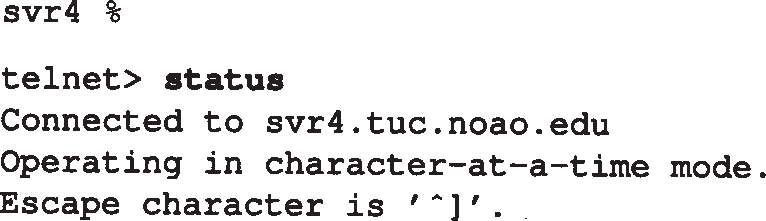 svr4 %
telnet> status
Connected to svr4.tuc.noao.edu
Operating in character-at-a-time mode.
Escape character is '^]'.